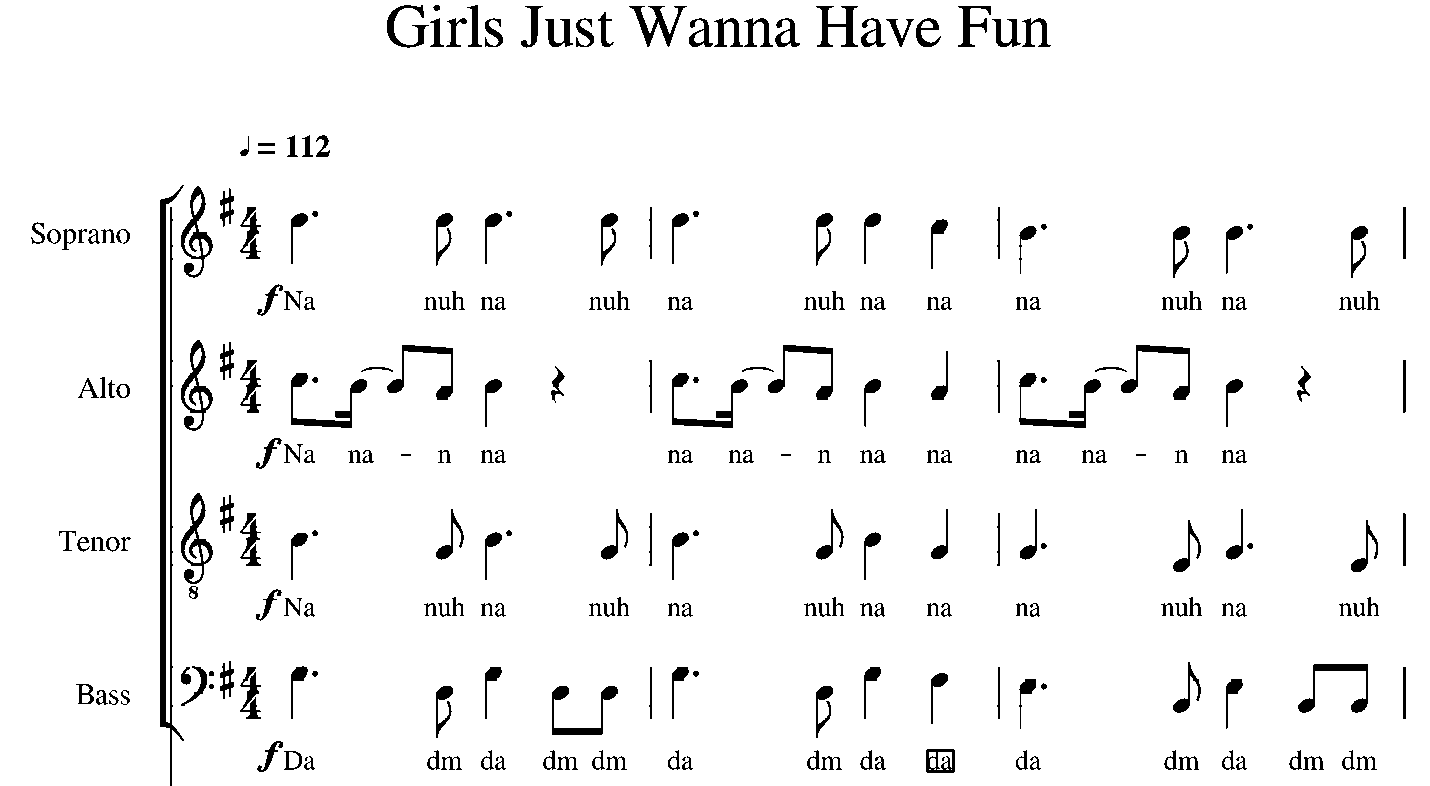 Girls Just Wanna Have Fun
♩ = 112
Soprano
f Na nuh na nuh na nuh na na na nuh na nuh
Alto
f Na na - n na na na - n na na na na - n na
Tenor
8
f Na nuh na nuh na nuh na na na nuh na nuh
Bass
f Da dm da dm dm da dm da da da dm da dm dm